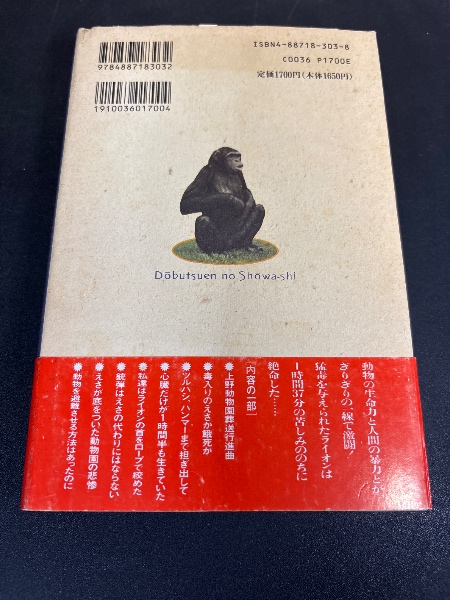 9784887183032
1910036017004
ISBN4-88718-303-8
C0036 P1700E
定価1700円(本体1650円)
Dōbutsuen no Shōwa-shi
動物の生命力と人間の暴力とが
ぎりぎりの一線で激闘
猛毒を与えられたライオンは
1時間37分の苦しみののちに
絶命した……
内容の一部
●上野動物園葬送行進曲
●毒入りのえさか餓死か
●ツルハシ、ハンマーまで担ぎ出して
●心臓だけが1時間半も生きていた
●私達はライオンの首をロープで絞めた
●銃弾はえさの代わりにはならない
●えさが底をついた動物園の悲惨
●動物を避難させる方法はあったのに